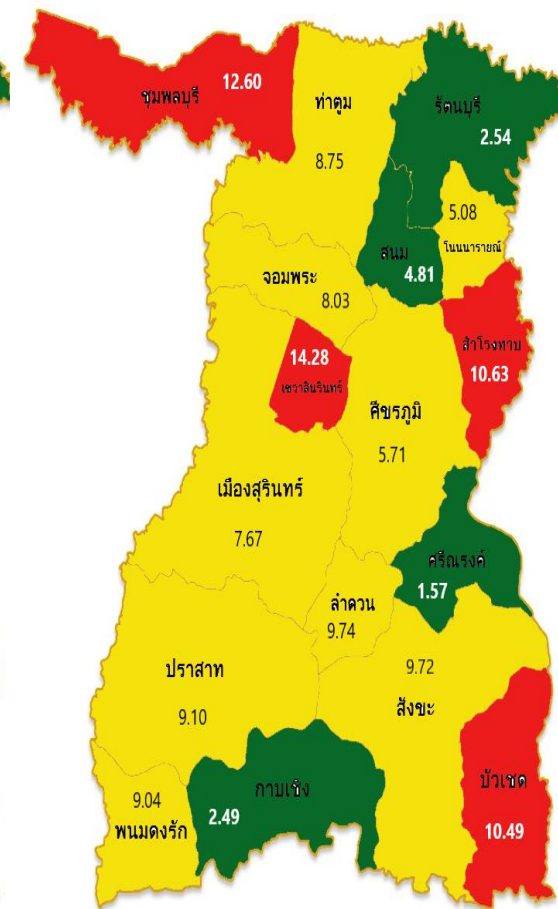 ชุมพลบุรี
12.60
ท่าตูม
8.75
รัตนบุรี
2.54
5.08
โนนนารายณ์
สนม
4.81
จอมพระ
8.03
สำโรงทาบ
10.63
14.28
เขวาสินรินทร์
ศีขรภูมิ
5.71
เมืองสุรินทร์
7.67
ศรีณรงค์
1.57
ลำดวน
9.74
9.72
สังขะ
ปราสาท
9.10
บัวเชด
10.49
กาบเชิง
2.49
9.04
พนมดงรัก